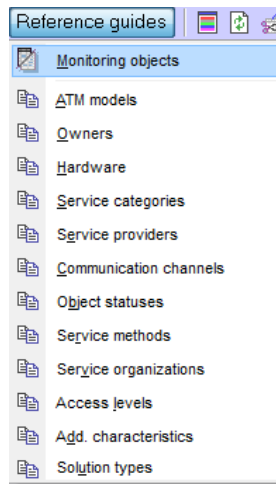 Reference guides
Monitoring objects
ATM models
Owners
Hardware
Service categories
Service providers
Communication channels
Object statuses
Service methods
Service organizations
Access levels
Add. characteristics
Solution types